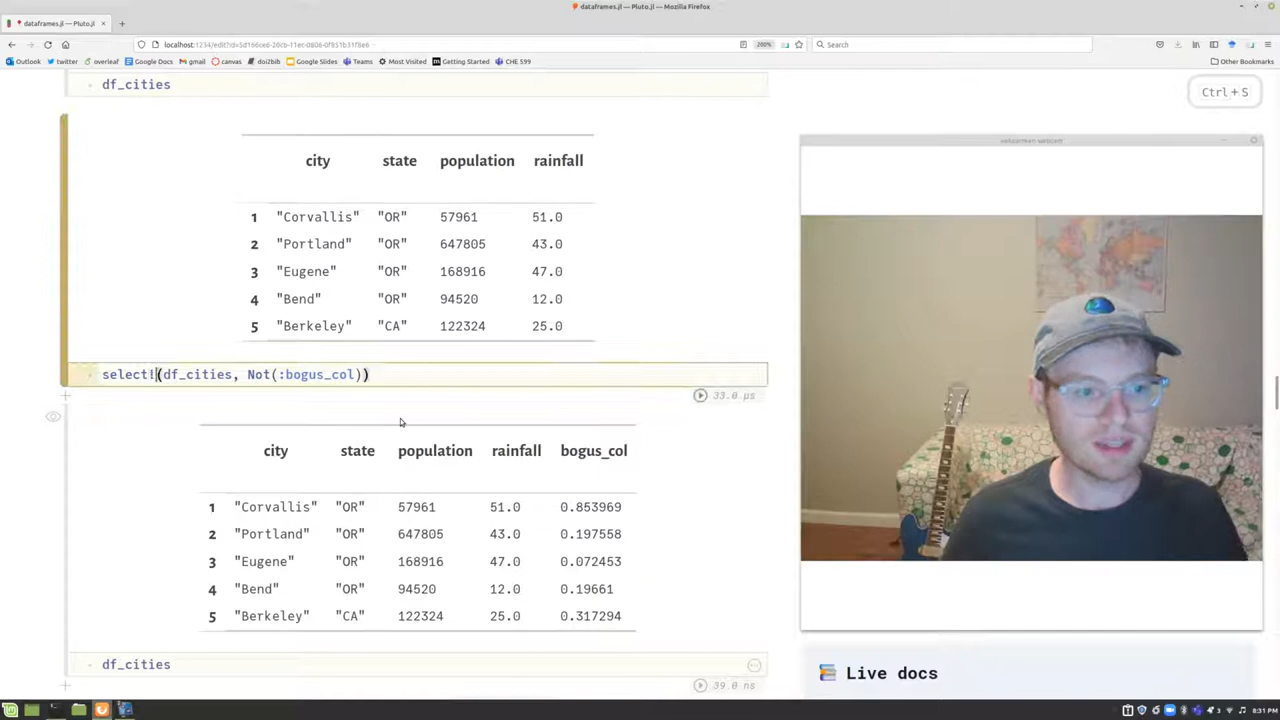 dataframes.jl — Pluto.jl — Mozilla Firefox
dataframes.jl — Pluto.jl
Search
200%
Outlook twitter overleaf Google Docs gmail canvas doi2bib Google Slides Teams Most Visited Getting Started CHE 599 Other Bookmarks
df_cities
Ctrl + S
city state population rainfall
1 "Corvallis" "OR" 57961 51.0
2 "Portland" "OR" 647805 43.0
3 "Eugene" "OR" 168916 47.0
4 "Bend" "OR" 94520 12.0
5 "Berkeley" "CA" 122324 25.0
select!(df_cities, Not(:bogus_col))
33.0 μs
city state population rainfall bogus_col
1 "Corvallis" "OR" 57961 51.0 0.853969
2 "Portland" "OR" 647805 43.0 0.197558
3 "Eugene" "OR" 168916 47.0 0.072453
4 "Bend" "OR" 94520 12.0 0.19661
5 "Berkeley" "CA" 122324 25.0 0.317294
df_cities
39.0 ns
Live docs
3
8:31 PM